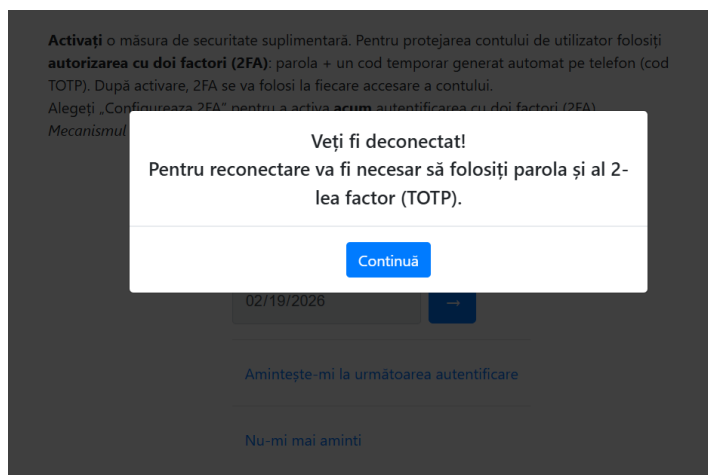 Activați o măsura de securitate suplimentară. Pentru protejarea contului de utilizator folosiți
autorizarea cu doi factori (2FA): parola + un cod temporar generat automat pe telefon (cod
TOTP). După activare, 2FA se va folosi la fiecare accesare a contului.
Alegeți „Configureaza 2FA” pentru a activa acum autentificarea cu doi factori (2FA)
Mecanismul
Veți fi deconectat!
Pentru reconectare va fi necesar să folosiți parola și al 2-
lea factor (TOTP).
Continuă
02/19/2026 →
Amintește-mi la următoarea autentificare
Nu-mi mai aminti